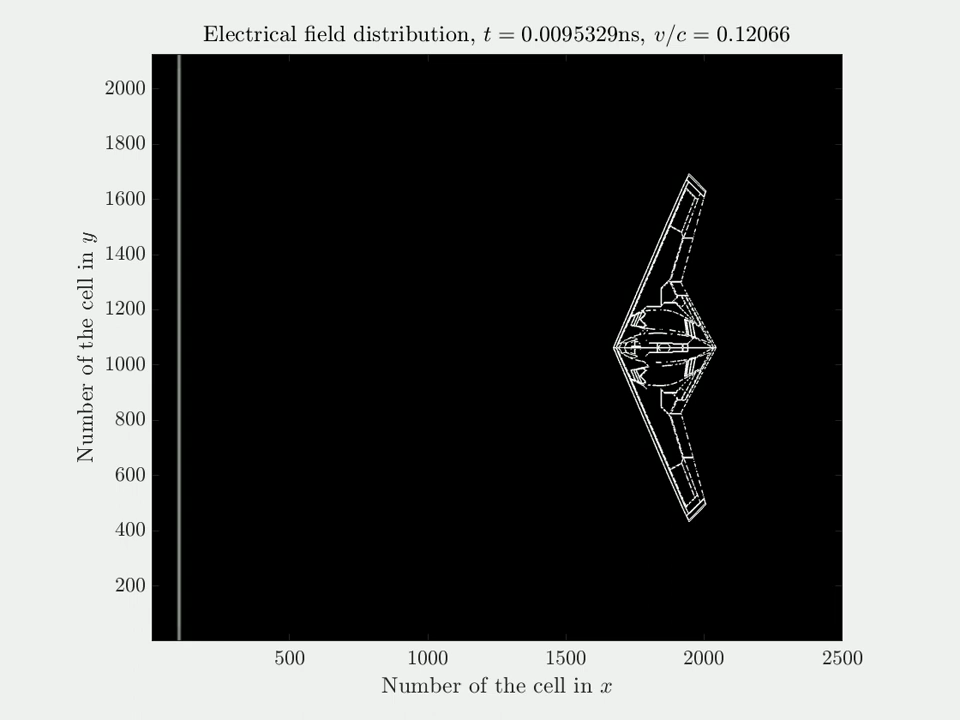 Electrical field distribution, t = 0.0095329ns, v/c = 0.12066
2000
1800
1600
1400
1200
1000
800
600
400
200
Number of the cell in y
500 1000 1500 2000 2500
Number of the cell in x